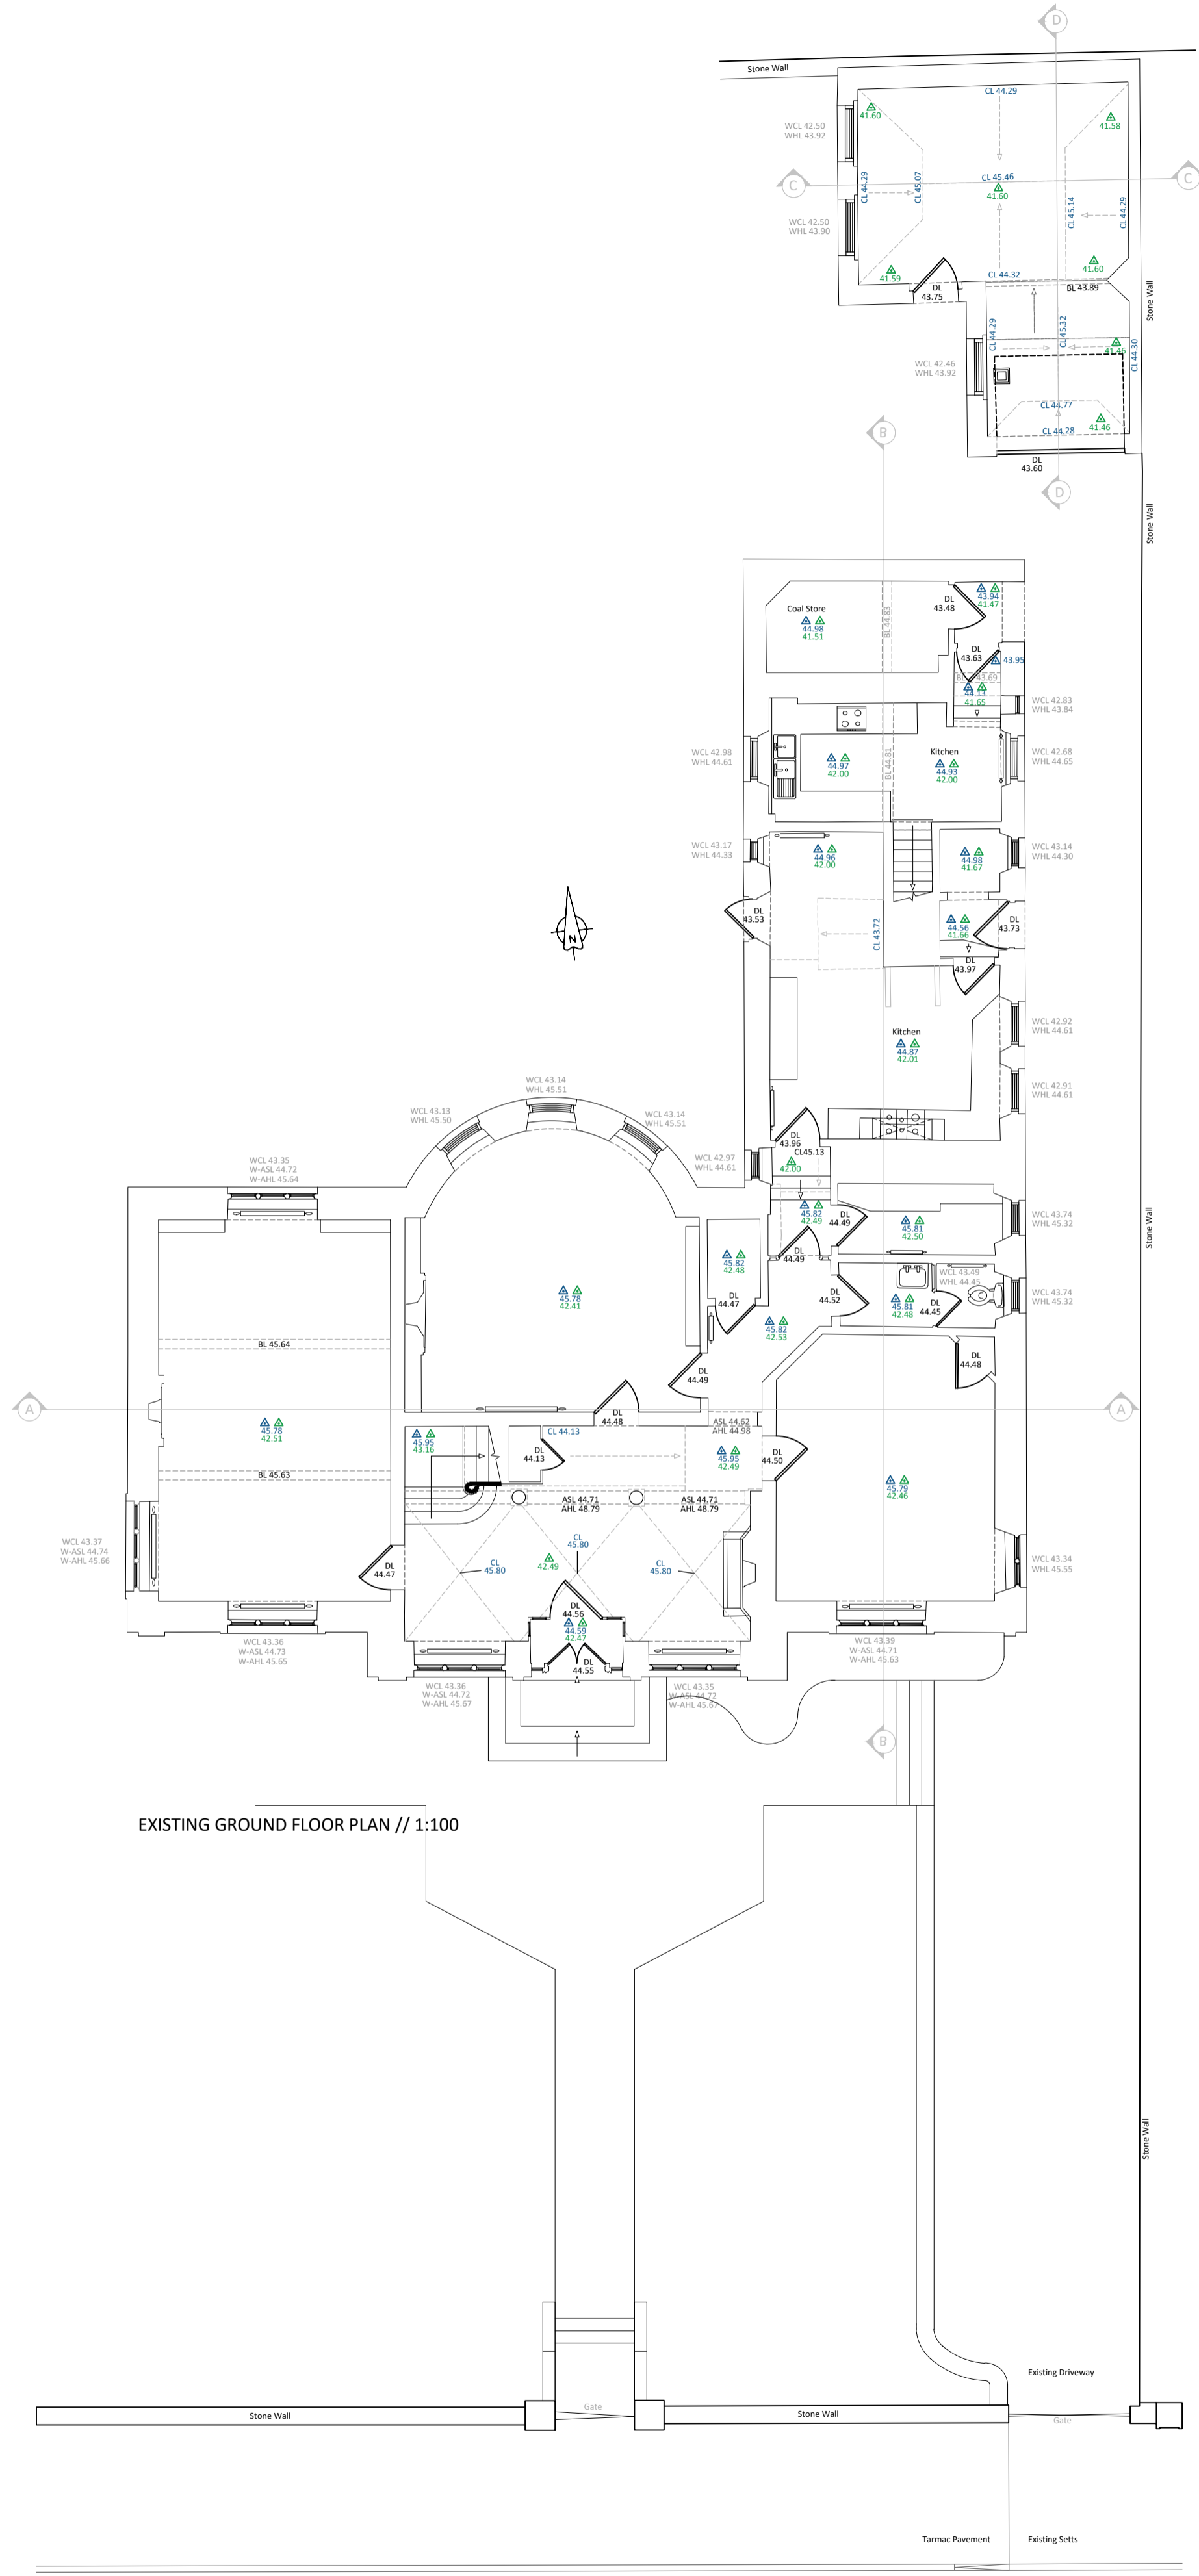 D
Stone Wall
CL 44.29
41.60
41.58
WCL 42.50
WHL 43.92
C
CL 45.46
C
41.60
CL 44.29
CL 45.07
CL 45.14
CL 44.29
WCL 42.50
WHL 43.90
41.59
41.60
CL 44.32
DL
43.75
BL 43.89
Stone Wall
CL 44.29
CL 45.32
41.46
CL 44.30
WCL 42.46
WHL 43.92
CL 44.77
41.46
CL 44.28
B
DL
43.60
D
Stone Wall
43.94
41.47
DL
43.48
Coal Store
44.98
41.51
BL 44.83
DL
43.63
43.95
BL 43.69
44.13
41.65
WCL 42.83
WHL 43.84
WCL 42.98
WHL 44.61
44.97
42.00
BL 44.81
Kitchen
44.93
42.00
WCL 42.68
WHL 44.65
WCL 43.17
WHL 44.33
44.96
42.00
44.98
41.67
WCL 43.14
WHL 44.30
DL
43.53
CL 43.72
44.56
41.66
DL
43.73
DL
43.97
N
Kitchen
44.87
42.01
WCL 42.92
WHL 44.61
WCL 42.91
WHL 44.61
WCL 43.14
WHL 45.51
WCL 43.13
WHL 45.50
WCL 43.14
WHL 45.51
DL
43.96
CL45.13
42.00
WCL 42.97
WHL 44.61
WCL 43.35
W-ASL 44.72
W-AHL 45.64
45.82
42.49
DL
44.49
45.81
42.50
WCL 43.74
WHL 45.32
Stone Wall
DL
44.49
45.82
42.48
WCL 43.49
WHL 44.45
45.78
42.41
DL
44.47
DL
44.52
45.81
42.48
DL
44.45
WCL 43.74
WHL 45.32
45.82
42.53
BL 45.64
DL
44.49
DL
44.48
A
A
DL
44.48
45.78
42.51
45.95
43.16
CL 44.13
ASL 44.62
AHL 44.98
DL
44.13
45.95
42.49
DL
44.50
BL 45.63
45.79
42.46
ASL 44.71
AHL 48.79
ASL 44.71
AHL 48.79
WCL 43.37
W-ASL 44.74
W-AHL 45.66
DL
44.47
CL
45.80
CL
45.80
42.49
CL
45.80
WCL 43.34
WHL 45.55
DL
44.56
44.59
42.47
DL
44.55
WCL 43.36
W-ASL 44.73
W-AHL 45.65
WCL 43.39
W-ASL 44.71
W-AHL 45.63
WCL 43.36
W-ASL 44.72
W-AHL 45.67
WCL 43.35
W-ASL 44.72
W-AHL 45.67
B
EXISTING GROUND FLOOR PLAN // 1:100
Stone Wall
Existing Driveway
Gate
Stone Wall
Stone Wall
Gate
Tarmac Pavement
Existing Setts